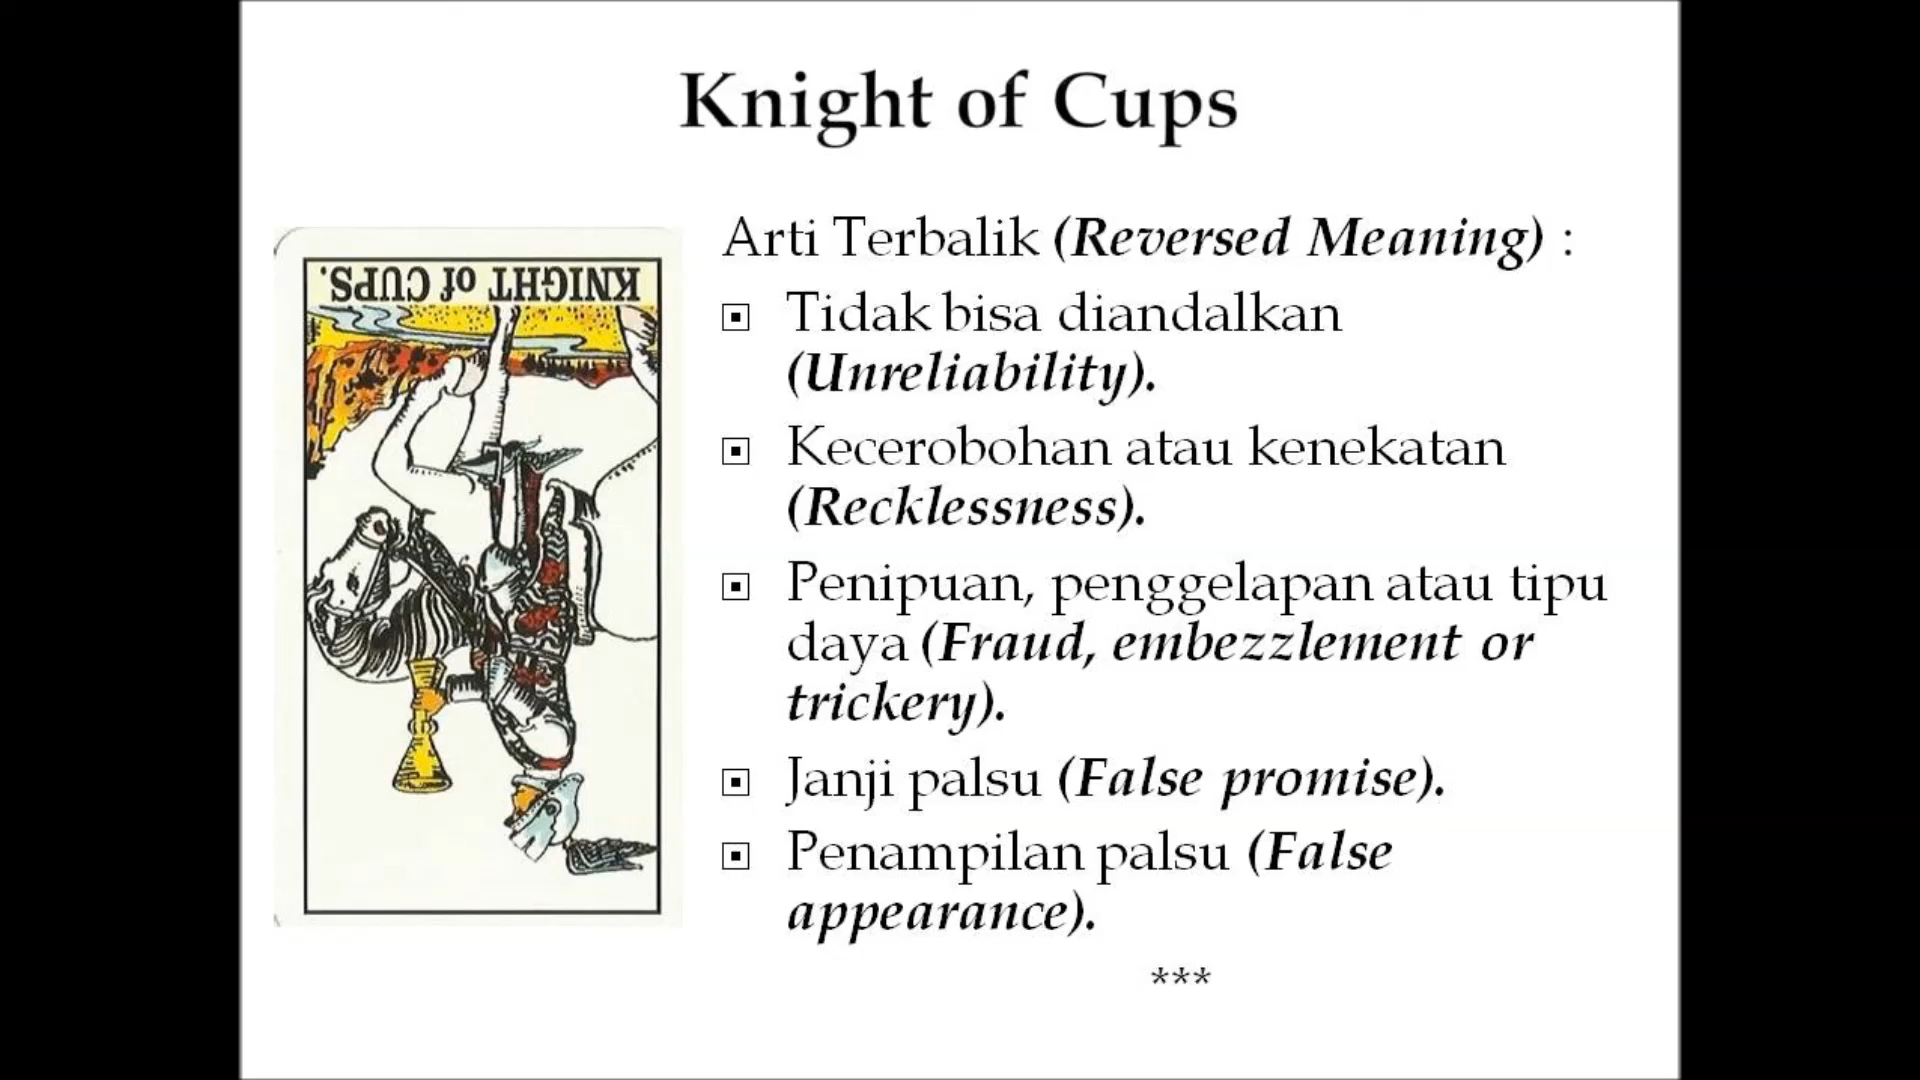 Knight of Cups
KNIGHT of CUPS.
Arti Terbalik (Reversed Meaning) :
Tidak bisa diandalkan
(Unreliability).
Kecerobohan atau kenekatan
(Recklessness).
Penipuan, penggelapan atau tipu
daya (Fraud, embezzlement or
trickery).
Janji palsu (False promise).
Penampilan palsu (False
appearance).
***